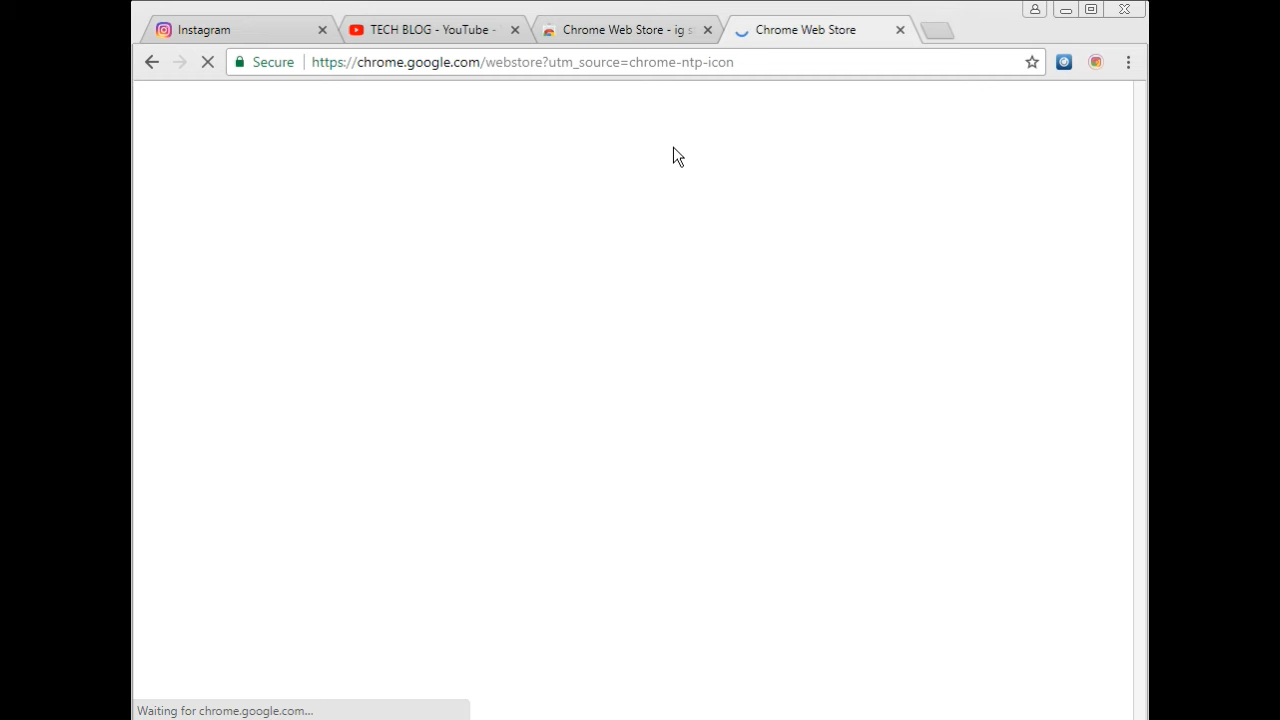 Instagram
TECH BLOG - YouTube -
Chrome Web Store - ig s
Chrome Web Store
Secure
https://chrome.google.com/webstore?utm_source=chrome-ntp-icon
Waiting for chrome.google.com...